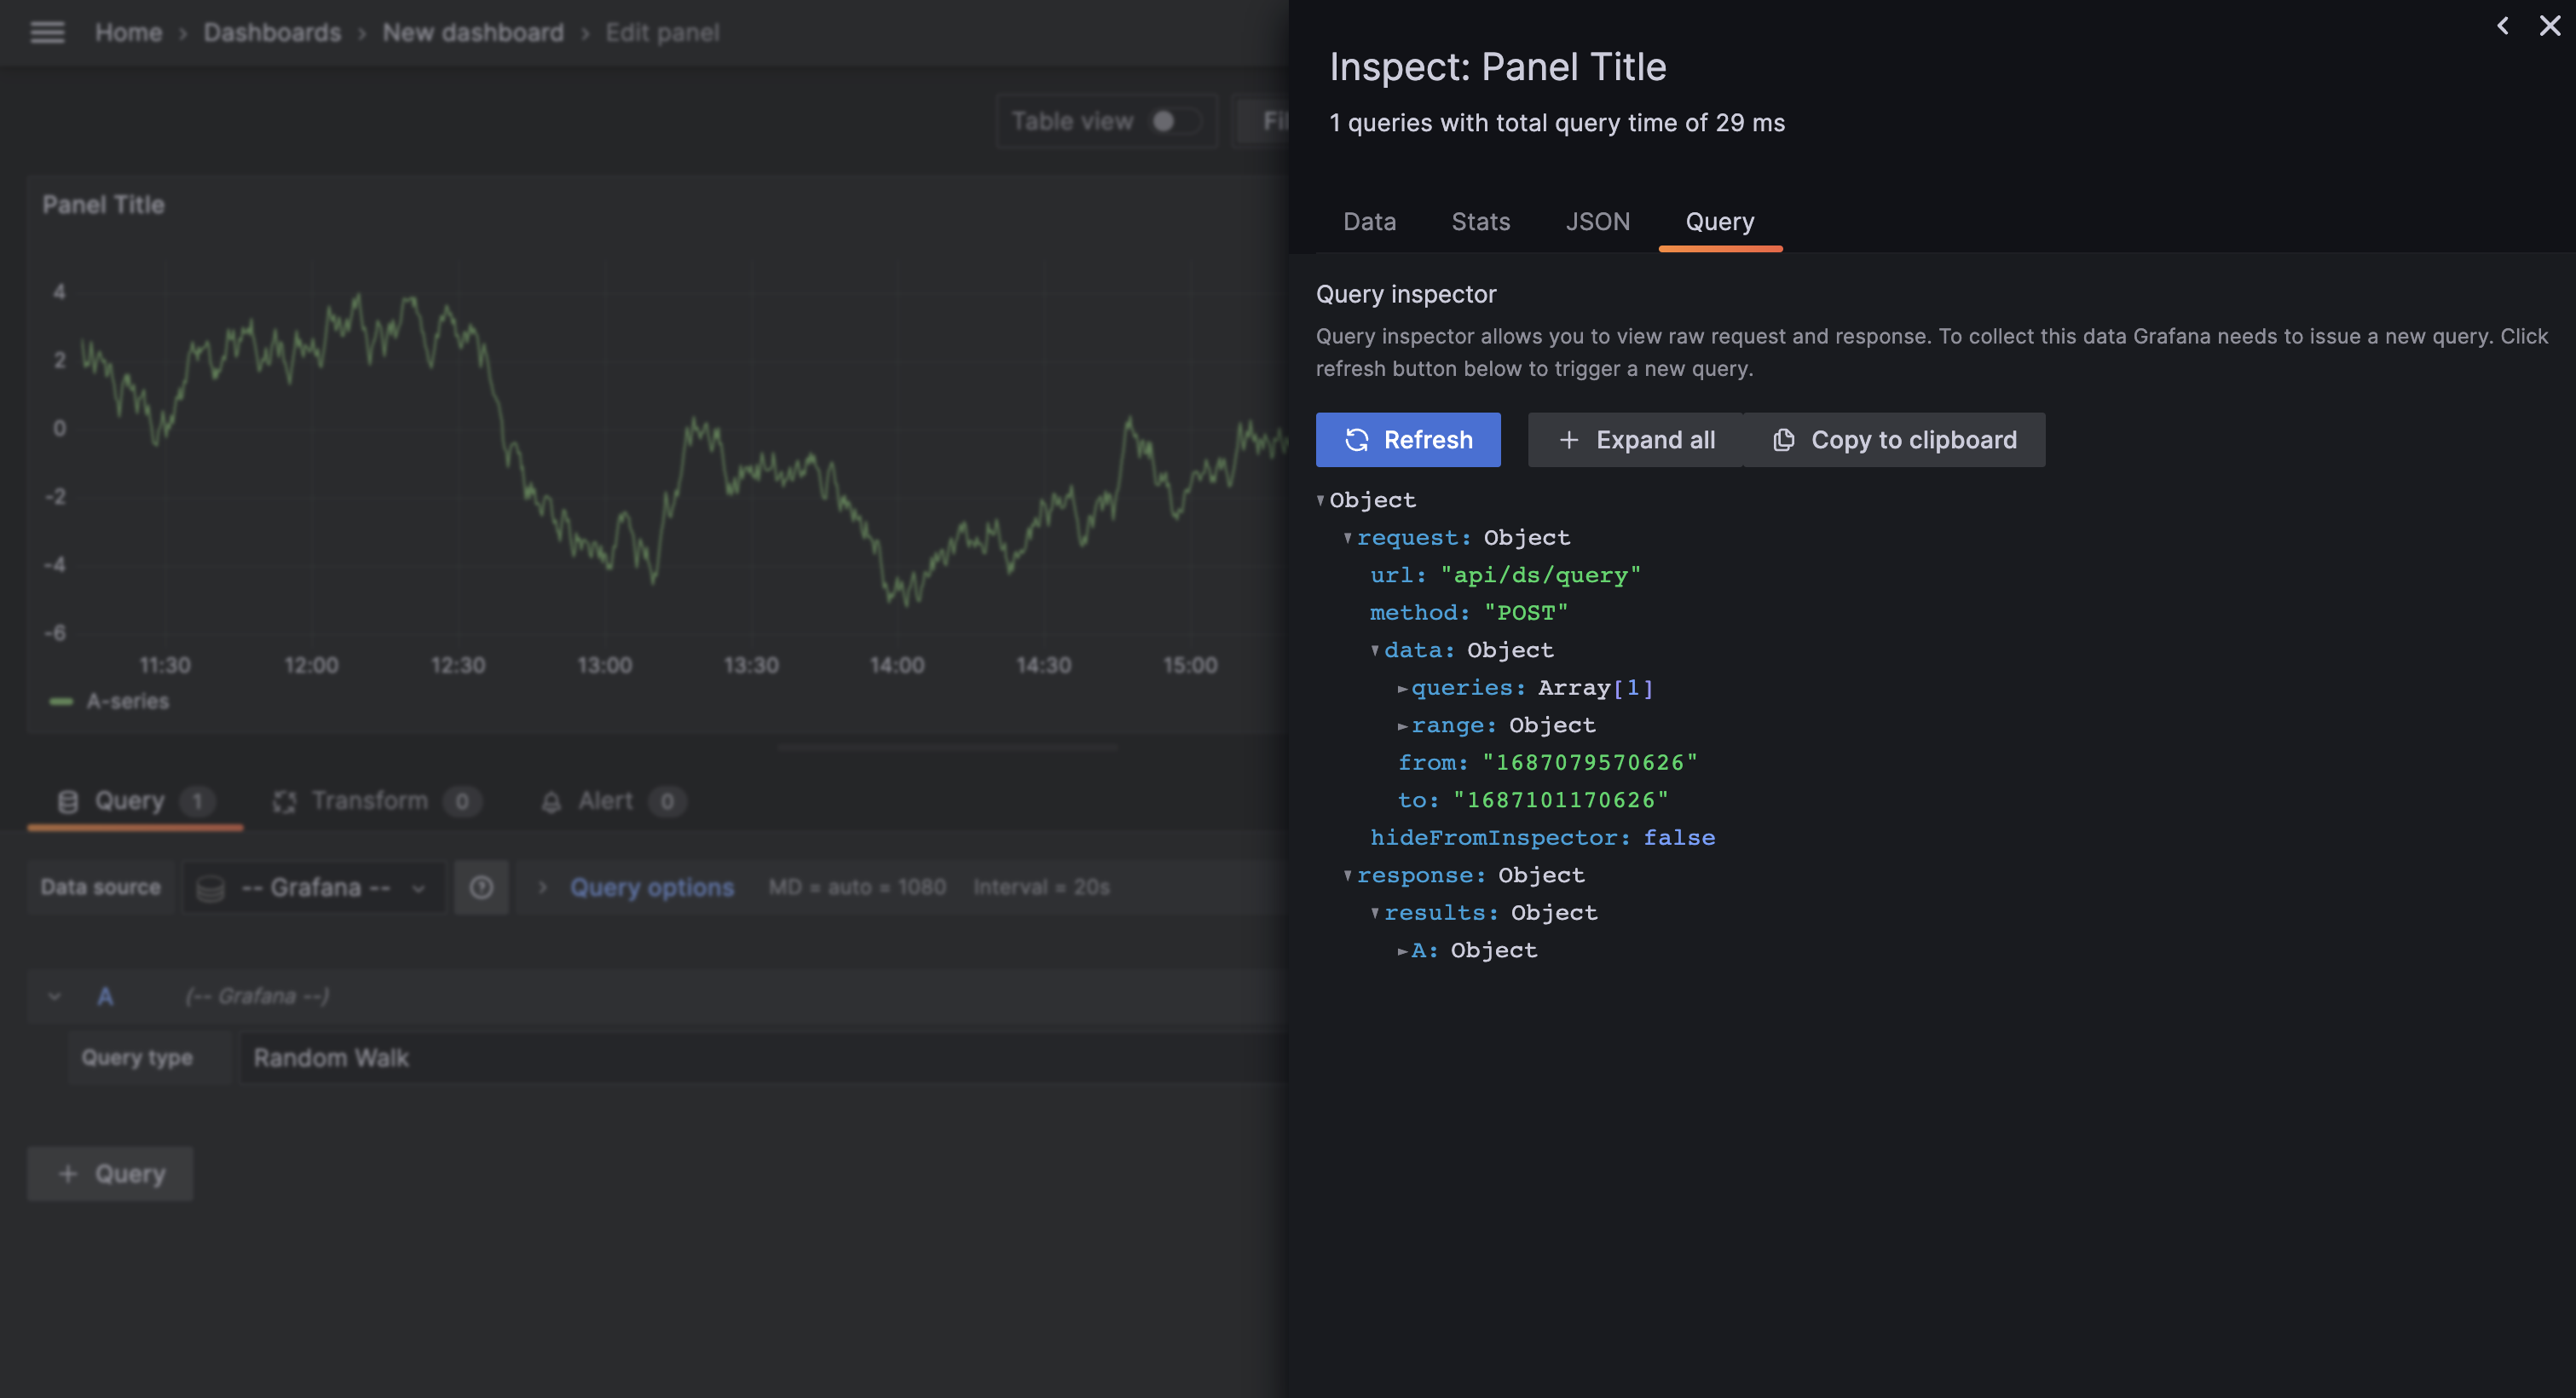 Home › Dashboards › New dashboard › Edit panel
Table view
Panel Title
4
2
0
-2
-4
-6
11:30 12:00 12:30 13:00 13:30 14:00 14:30 15:00
A-series
Query 1 Transform 0 Alert 0
Data source -- Grafana -- Query options MD = auto = 1080 Interval = 20s
A (-- Grafana --)
Query type Random Walk
+ Query
Inspect: Panel Title
1 queries with total query time of 29 ms
Data Stats JSON Query
Query inspector
Query inspector allows you to view raw request and response. To collect this data Grafana needs to issue a new query. Click
refresh button below to trigger a new query.
Refresh + Expand all Copy to clipboard
Object
request: Object
url: "api/ds/query"
method: "POST"
data: Object
queries: Array[1]
range: Object
from: "1687079570626"
to: "1687101170626"
hideFromInspector: false
response: Object
results: Object
A: Object